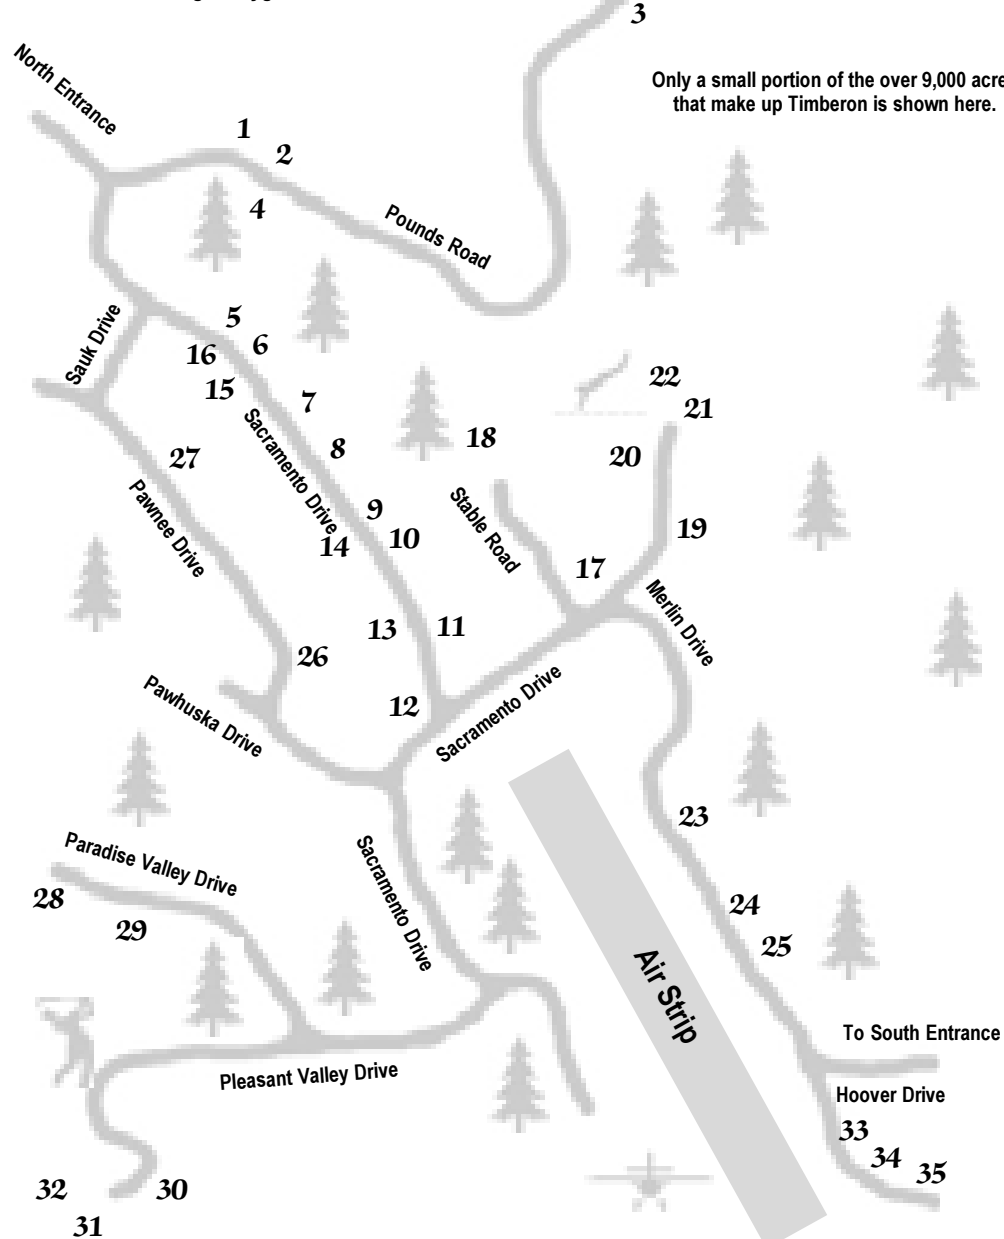 3
North Entrance
Only a small portion of the over 9,000 acre
that make up Timberon is shown here.
1
2
4
Pounds Road
Sauk Drive
5
6
16
15
7
22
21
Sacramento Drive
8
18
20
27
Pawnee Drive
9
10
14
Stable Road
19
17
Merlin Drive
13
11
26
12
Pawhuska Drive
Sacramento Drive
23
Paradise Valley Drive
28
29
Sacramento Drive
24
25
Air Strip
To South Entrance
Pleasant Valley Drive
Hoover Drive
33
34
35
32
30
31